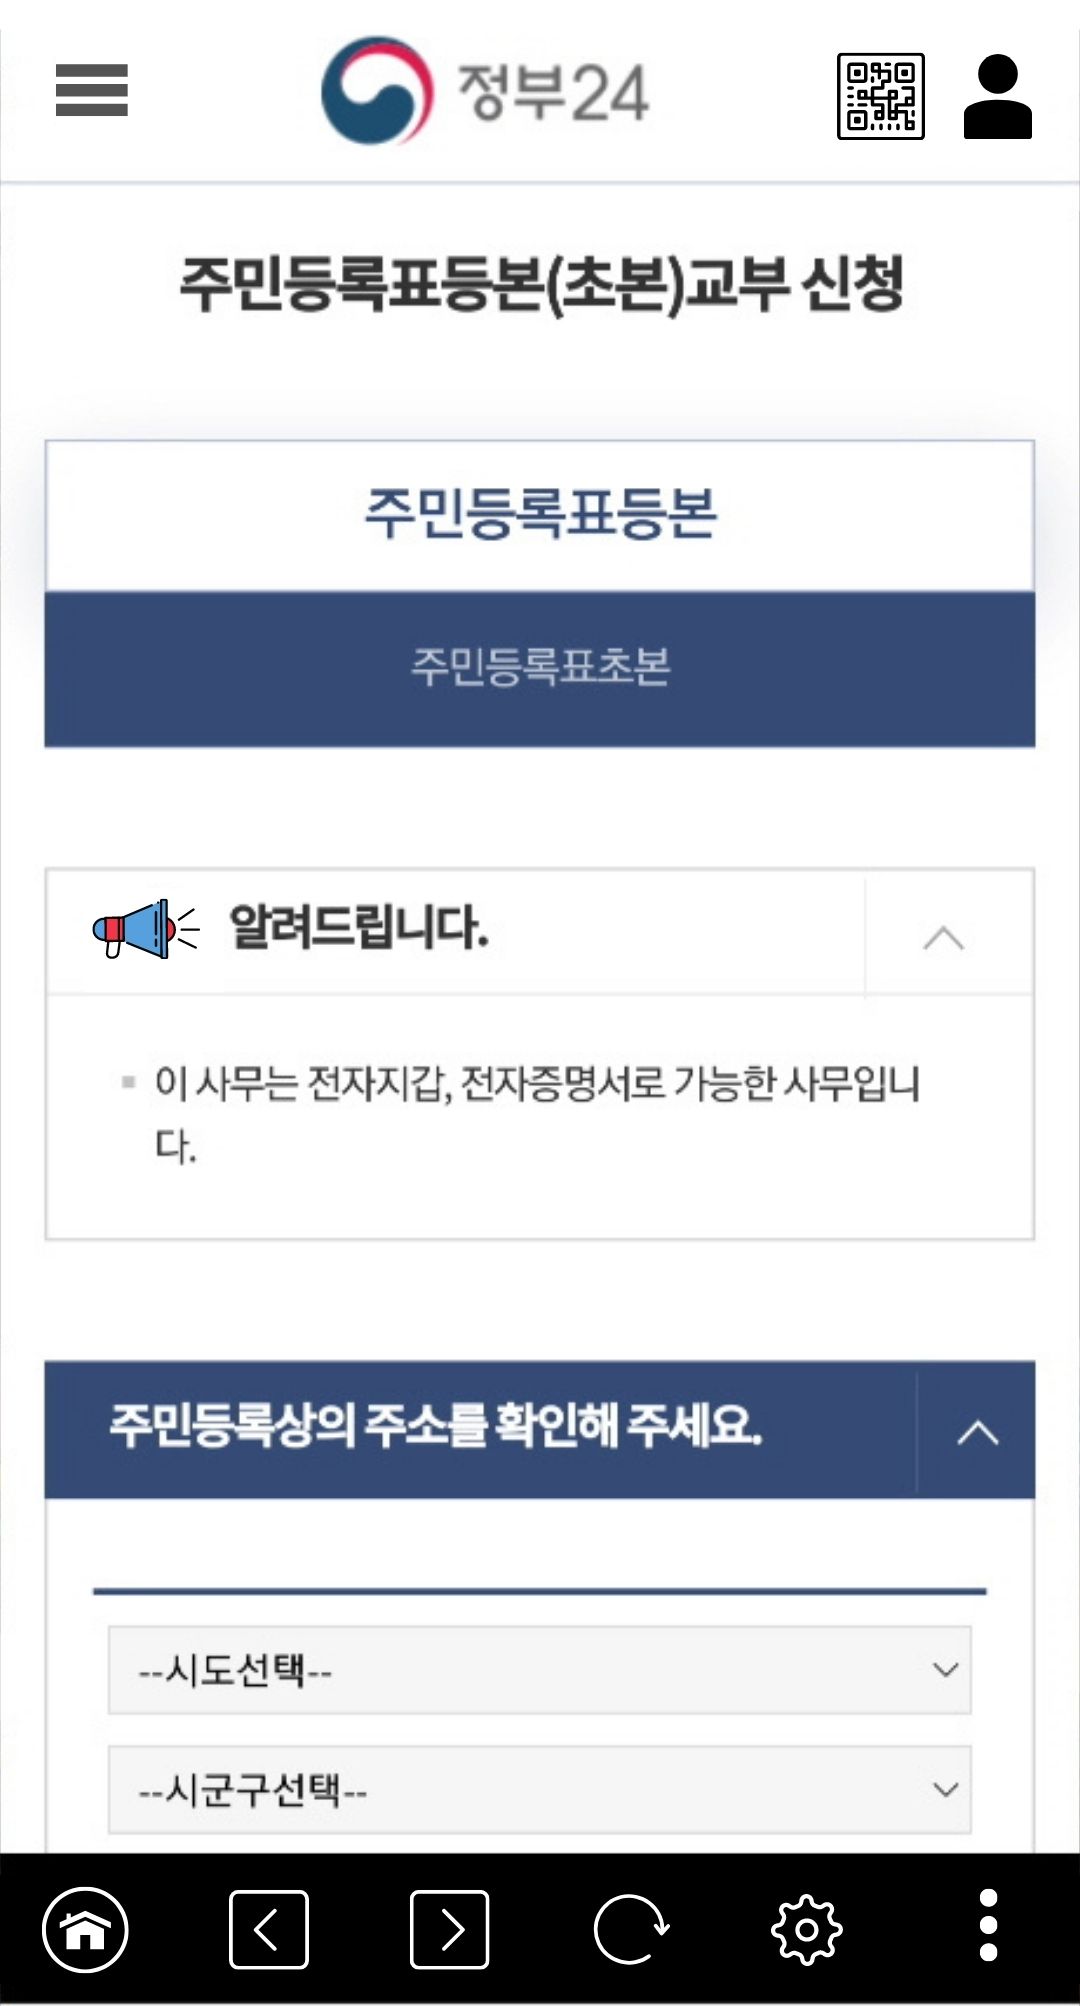 정부24
주민등록표등본(초본)교부 신청
주민등록표등본
주민등록표초본
알려드립니다.
이 사무는 전자지갑, 전자증명서로 가능한 사무입니
다.
주민등록상의 주소를 확인해 주세요.
--시도선택--
--시군구선택--